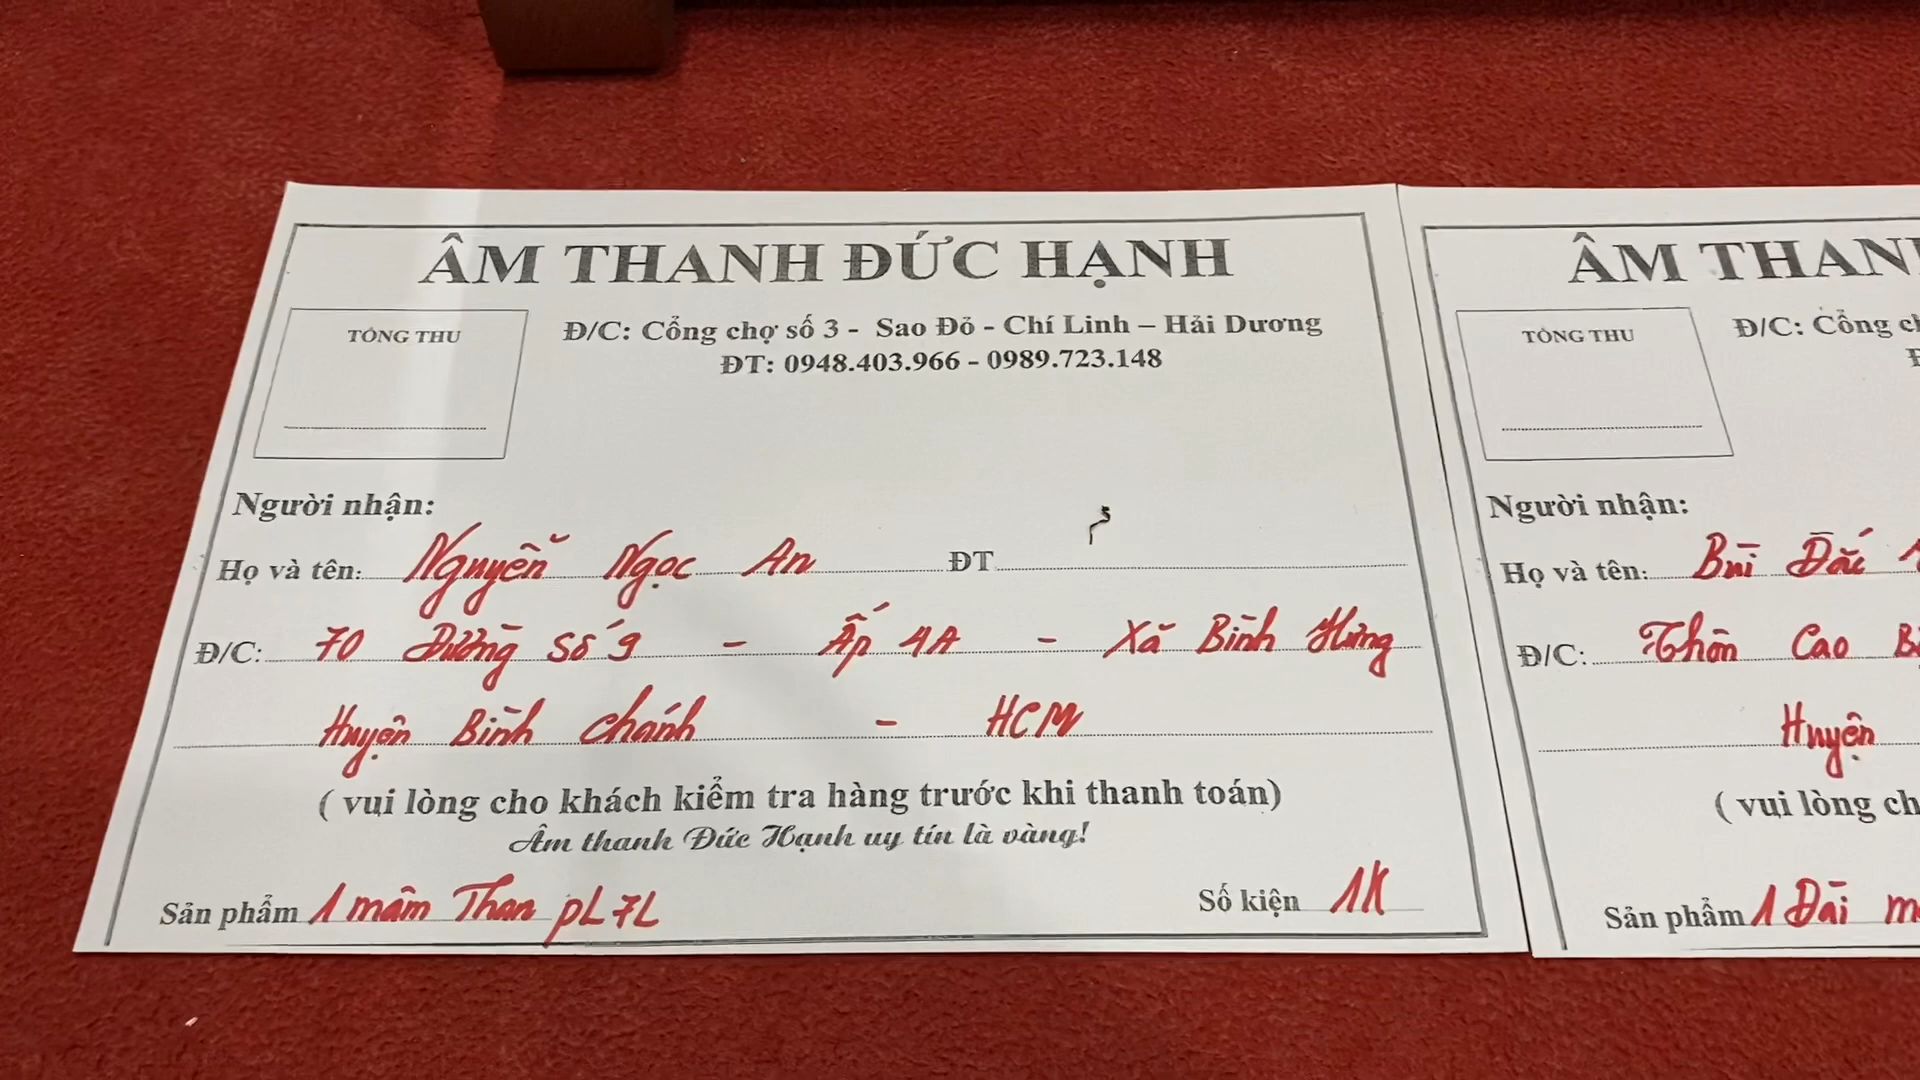 ÂM THANH ĐỨC HẠNH
TỔNG THU
Đ/C: Cổng chợ số 3 - Sao Đỏ - Chí Linh – Hải Dương
ĐT: 0948.403.966 - 0989.723.148
Người nhận:
Họ và tên: Nguyễn Ngọc An ĐT
Đ/C: 70 Đường Số 9 - Ấp 4A - Xã Bình Hưng
Huyện Bình Chánh - HCM
( vui lòng cho khách kiểm tra hàng trước khi thanh toán)
Âm thanh Đức Hạnh uy tín là vàng!
Sản phẩm 1 mâm Than pL7L Số kiện 1K
ÂM THAN
TỔNG THU
Đ/C: Cổng ch
Người nhận:
Họ và tên: Bùi Đắc
Đ/C: Thôn Cao B
Huyện
( vui lòng ch
Sản phẩm 1 Đài m